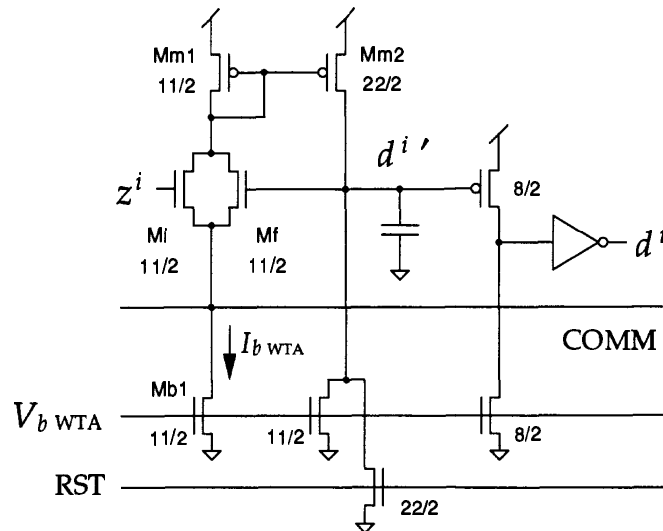 Mm1 Mm2
11/2 22/2
d^i ′
z^i 8/2
d^i
Mi Mf
11/2 11/2
COMM
I_b WTA
Mb1
V_b WTA
11/2 11/2 8/2
RST
22/2